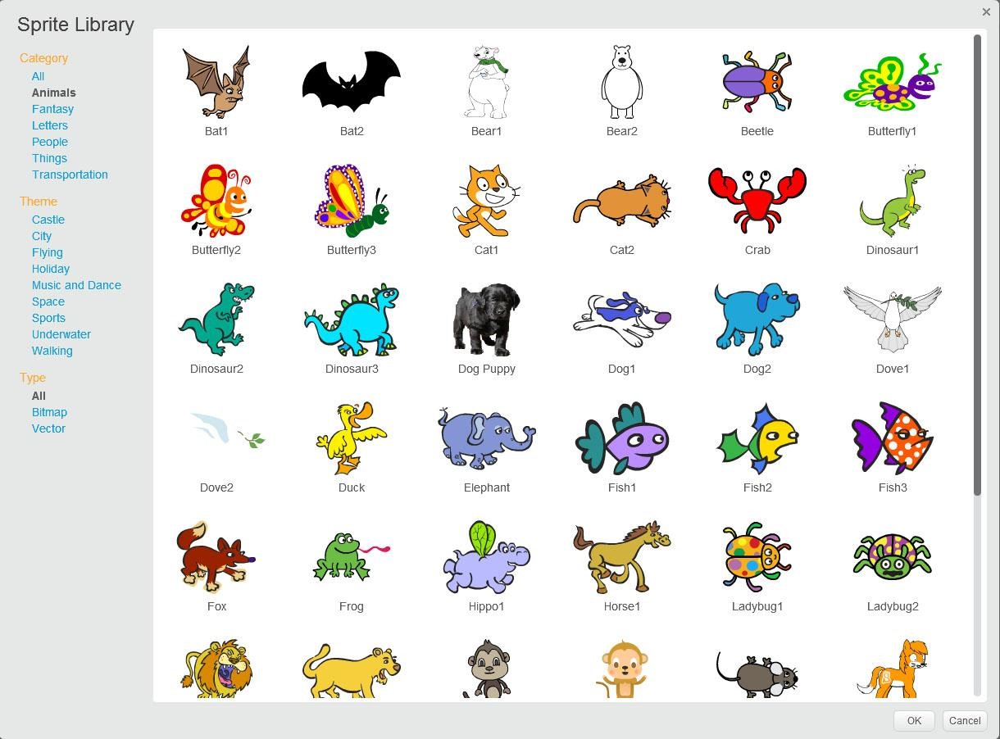 Sprite Library
×
Category
All
Animals
Fantasy
Letters
People
Things
Transportation
Theme
Castle
City
Flying
Holiday
Music and Dance
Space
Sports
Underwater
Walking
Type
All
Bitmap
Vector
Bat1 Bat2 Bear1 Bear2 Beetle Butterfly1
Butterfly2 Butterfly3 Cat1 Cat2 Crab Dinosaur1
Dinosaur2 Dinosaur3 Dog Puppy Dog1 Dog2 Dove1
Dove2 Duck Elephant Fish1 Fish2 Fish3
Fox Frog Hippo1 Horse1 Ladybug1 Ladybug2
OK Cancel